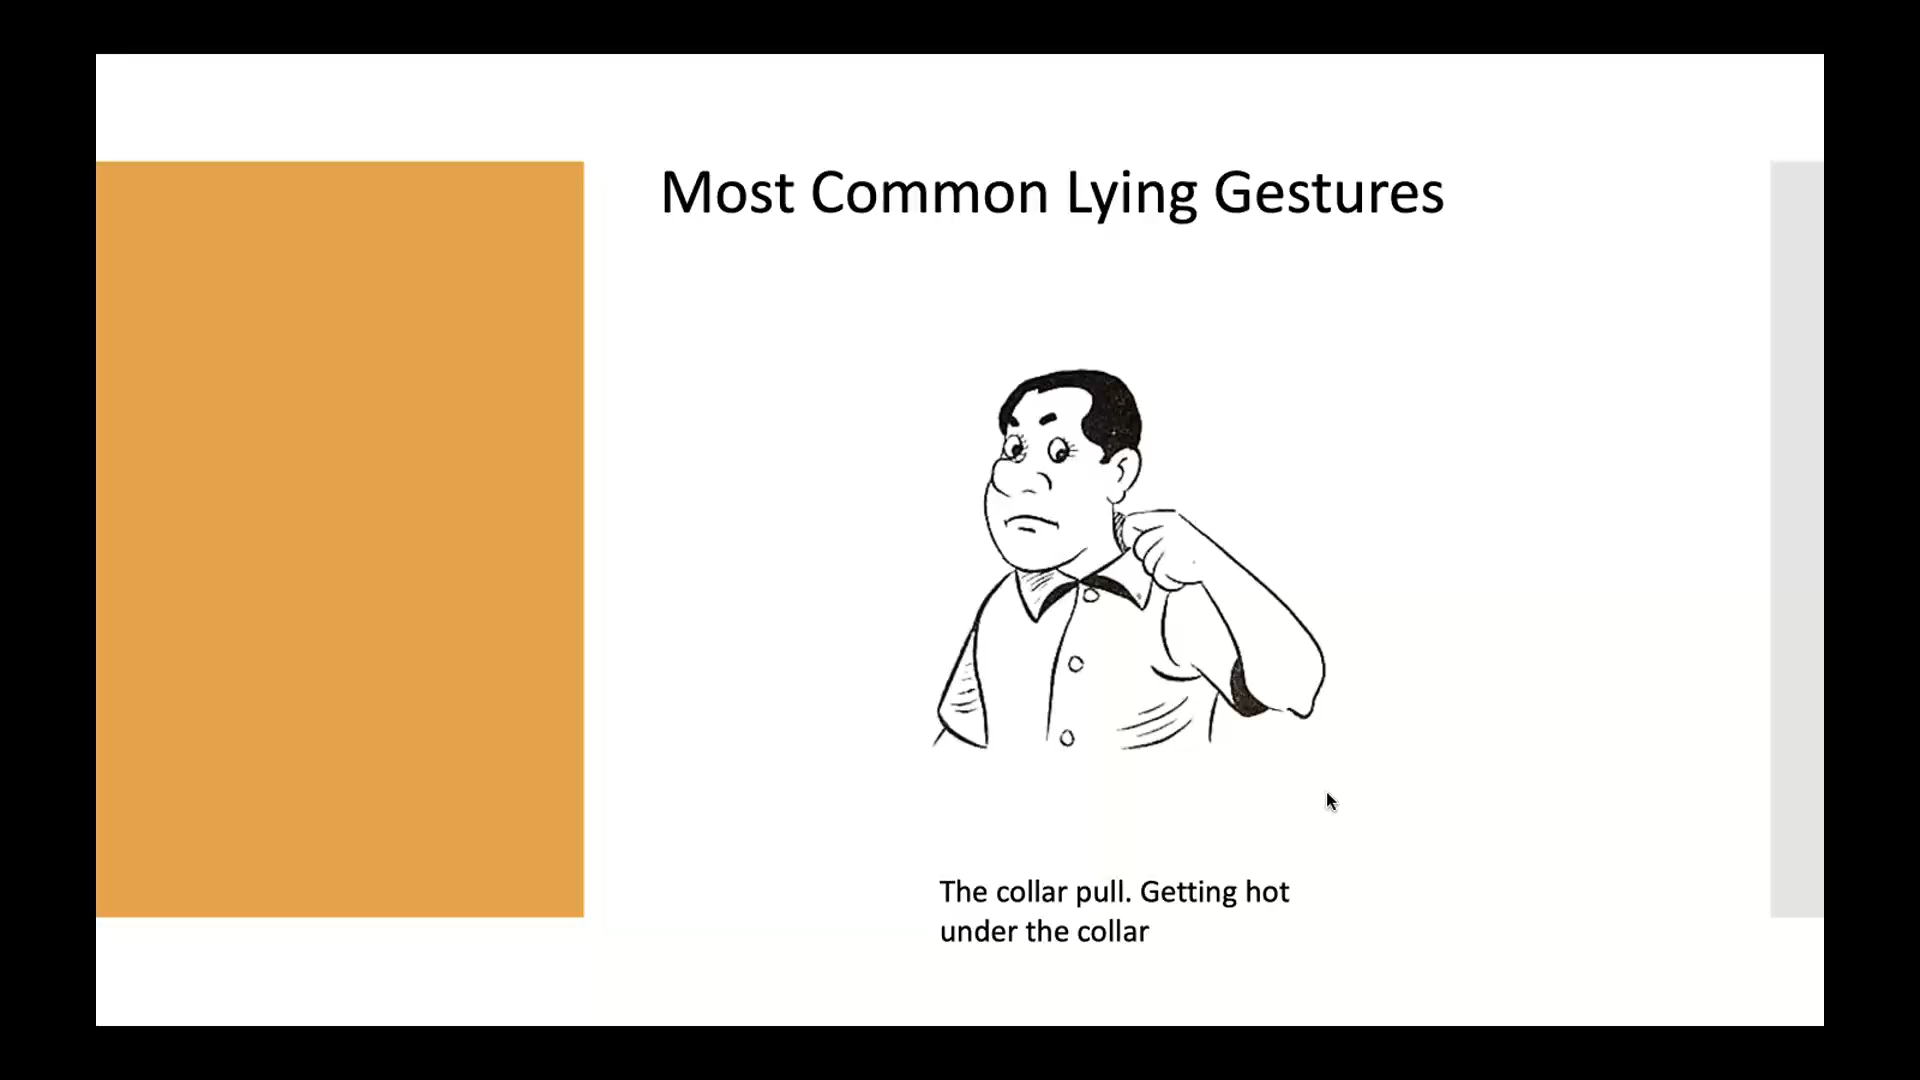 Most Common Lying Gestures
The collar pull. Getting hot
under the collar